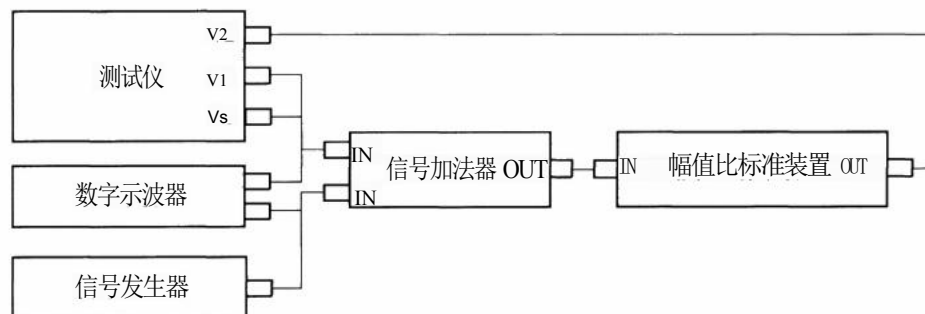 V2
测试仪
V1
Vs
IN
信号加法器 OUT
IN
IN
幅值比标准装置 OUT
数字示波器
信号发生器